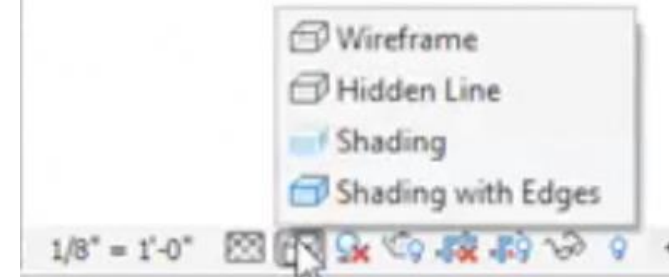 Wireframe
Hidden Line
Shading
Shading with Edges
1/8" = 1'-0"